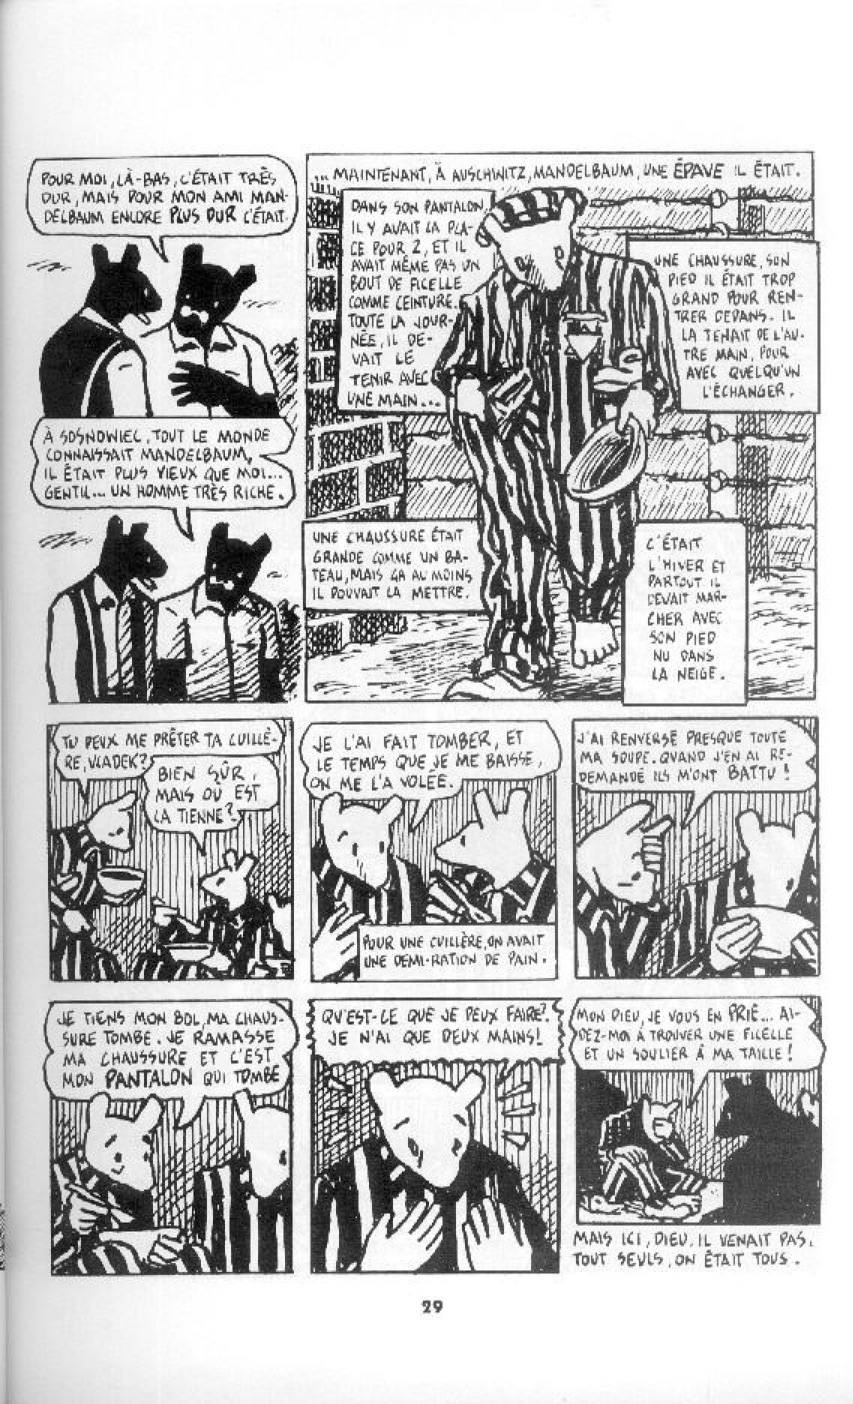 POUR MOI, LÀ-BAS, C'ÉTAIT TRÈS
DUR, MAIS POUR MON AMI MAN-
DELBAUM ENCORE PLUS DUR C'ÉTAIT.
À SOSNOWIEC, TOUT LE MONDE
CONNAISSAIT MANDELBAUM,
IL ÉTAIT PLUS VIEUX QUE MOI...
GENTIL... UN HOMME TRÈS RICHE.
... MAINTENANT, À AUSCHWITZ, MANDELBAUM, UNE ÉPAVE IL ÉTAIT.
DANS SON PANTALON,
IL Y AVAIT LA PLA-
CE POUR 2, ET IL
AVAIT MÊME PAS UN
BOUT DE FICELLE
COMME CEINTURE.
TOUTE LA JOUR-
NÉE, IL DE-
VAIT LE
TENIR AVEC
UNE MAIN...
UNE CHAUSSURE, SON
PIED IL ÉTAIT TROP
GRAND POUR REN-
TRER DEDANS. IL
LA TENAIT DE L'AU-
TRE MAIN, POUR
AVEC QUELQU'UN
L'ÉCHANGER.
UNE CHAUSSURE ÉTAIT
GRANDE COMME UN BA-
TEAU, MAIS ÇA AU MOINS
IL POUVAIT LA METTRE.
C'ÉTAIT
L'HIVER ET
PARTOUT IL
DEVAIT MAR-
CHER AVEC
SON PIED
NU DANS
LA NEIGE.
TU PEUX ME PRÊTER TA CUILLÈ-
RE, VLADEK?
BIEN SÛR,
MAIS OÙ EST
LA TIENNE?
JE L'AI FAIT TOMBER, ET
LE TEMPS QUE JE ME BAISSE,
ON ME L'A VOLÉE.
POUR UNE CUILLÈRE, ON AVAIT
UNE DEMI-RATION DE PAIN.
J'AI RENVERSÉ PRESQUE TOUTE
MA SOUPE. QUAND J'EN AI RE-
DEMANDÉ ILS M'ONT BATTU !
JE TIENS MON BOL, MA CHAUS-
SURE TOMBE. JE RAMASSE
MA CHAUSSURE ET C'EST
MON PANTALON QUI TOMBE
QU'EST-CE QUE JE PEUX FAIRE?
JE N'AI QUE DEUX MAINS!
MON DIEU, JE VOUS EN PRIE... AI-
DEZ-MOI À TROUVER UNE FICELLE
ET UN SOULIER À MA TAILLE !
MAIS ICI, DIEU, IL VENAIT PAS.
TOUT SEULS, ON ÉTAIT TOUS.
29